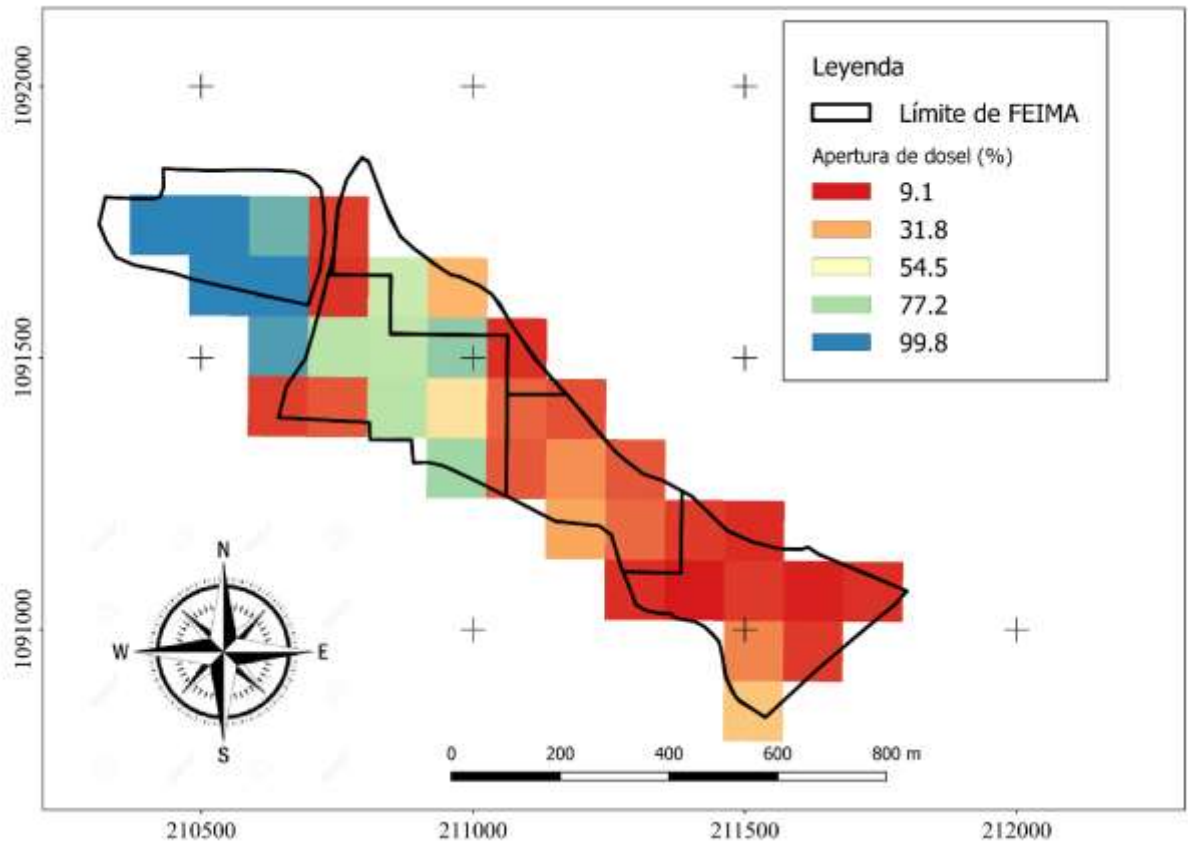 1092000
1091500
1091000
Leyenda
Límite de FEIMA
Apertura de dosel (%)
9.1
31.8
54.5
77.2
99.8
N
W
E
S
0 200 400 600 800 m
210500 211000 211500 212000